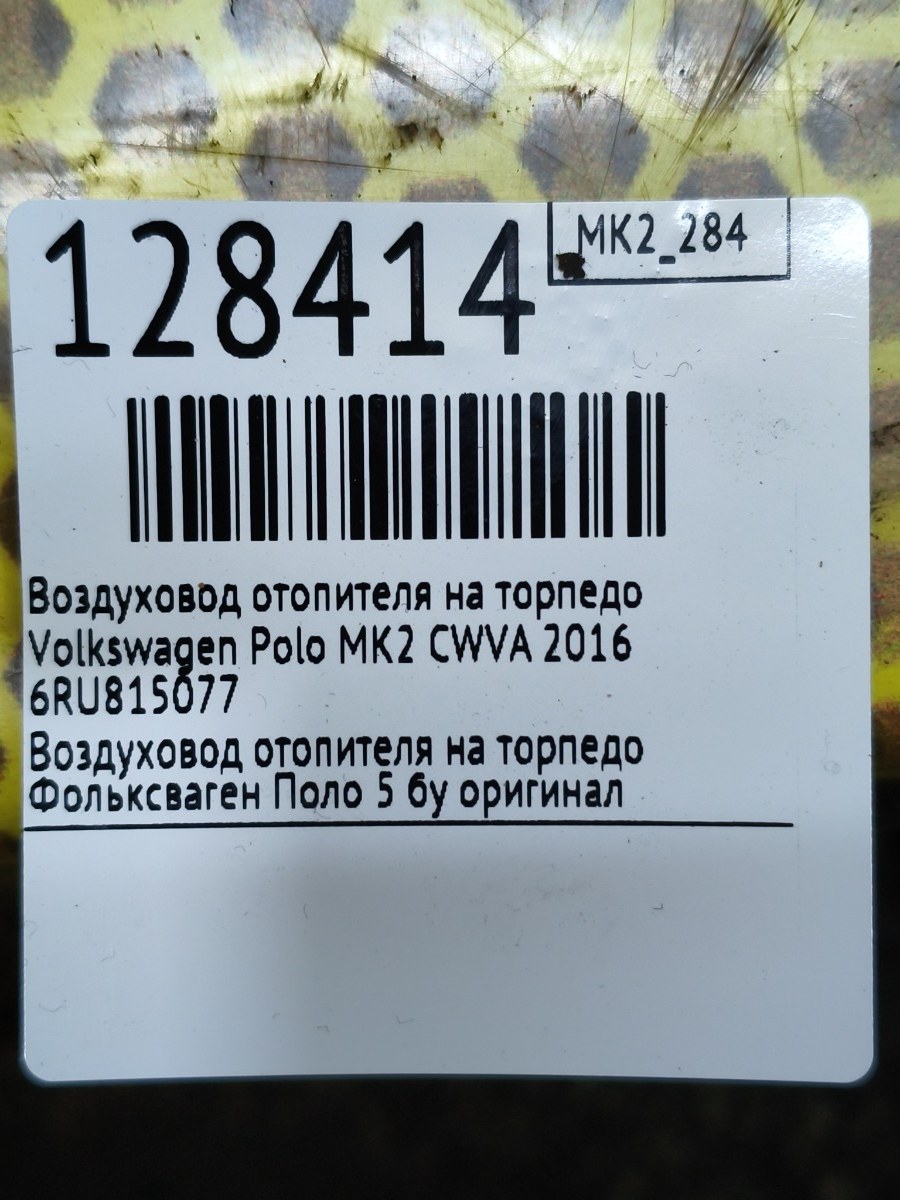 128414
MK2_284
Воздуховод отопителя на торпедо
Volkswagen Polo MK2 CWVA 2016
6RU815077
Воздуховод отопителя на торпедо
Фольксваген Поло 5 бу оригинал